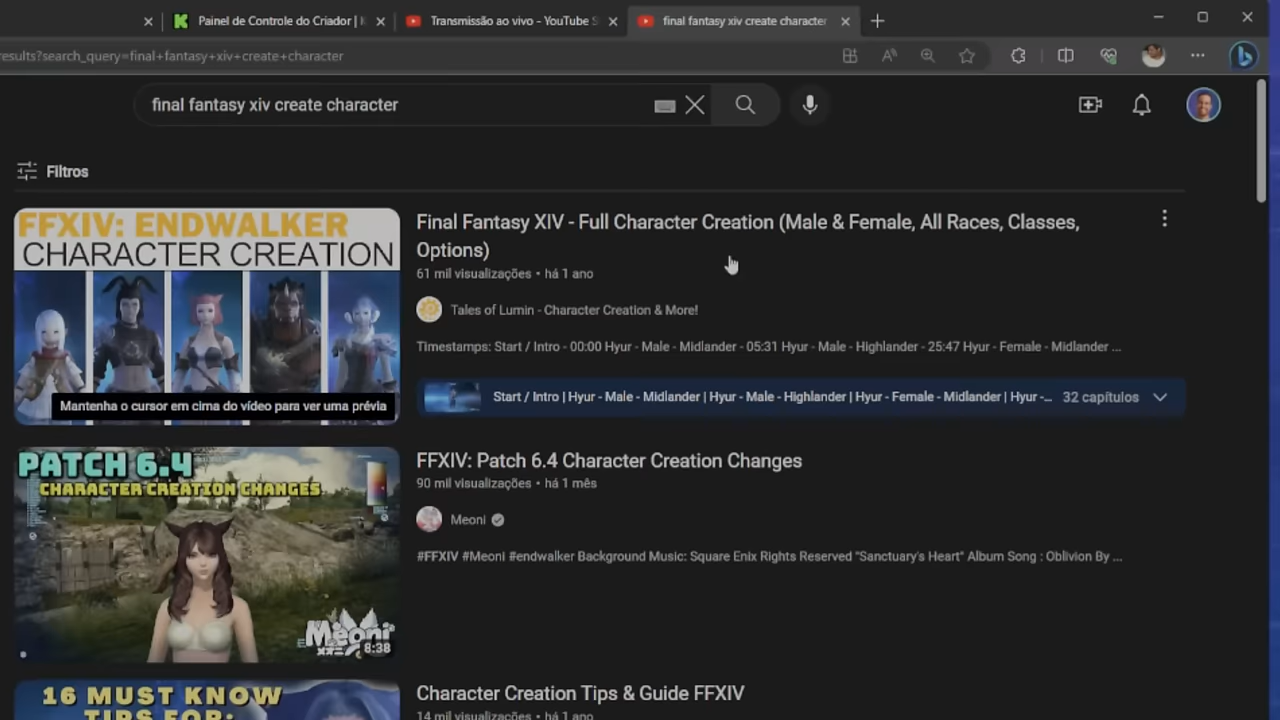 Painel de Controle do Criador |
Transmissão ao vivo - YouTube S
final fantasy xiv create character
results?search_query=final+fantasy+xiv+create+character
final fantasy xiv create character
Filtros
FFXIV: ENDWALKER
CHARACTER CREATION
Mantenha o cursor em cima do vídeo para ver uma prévia
Final Fantasy XIV - Full Character Creation (Male & Female, All Races, Classes,
Options)
61 mil visualizações • há 1 ano
Tales of Lumin - Character Creation & More!
Timestamps: Start / Intro - 00:00 Hyur - Male - Midlander - 05:31 Hyur - Male - Highlander - 25:47 Hyur - Female - Midlander ...
Start / Intro | Hyur - Male - Midlander | Hyur - Male - Highlander | Hyur - Female - Midlander | Hyur -...
32 capítulos
PATCH 6.4
CHARACTER CREATION CHANGES
Meoni
8:38
FFXIV: Patch 6.4 Character Creation Changes
90 mil visualizações • há 1 mês
Meoni
#FFXIV #Meoni #endwalker Background Music: Square Enix Rights Reserved "Sanctuary's Heart" Album Song : Oblivion By ...
16 MUST KNOW
TIPS FOR:
Character Creation Tips & Guide FFXIV
14 mil visualizações • há 1 ano